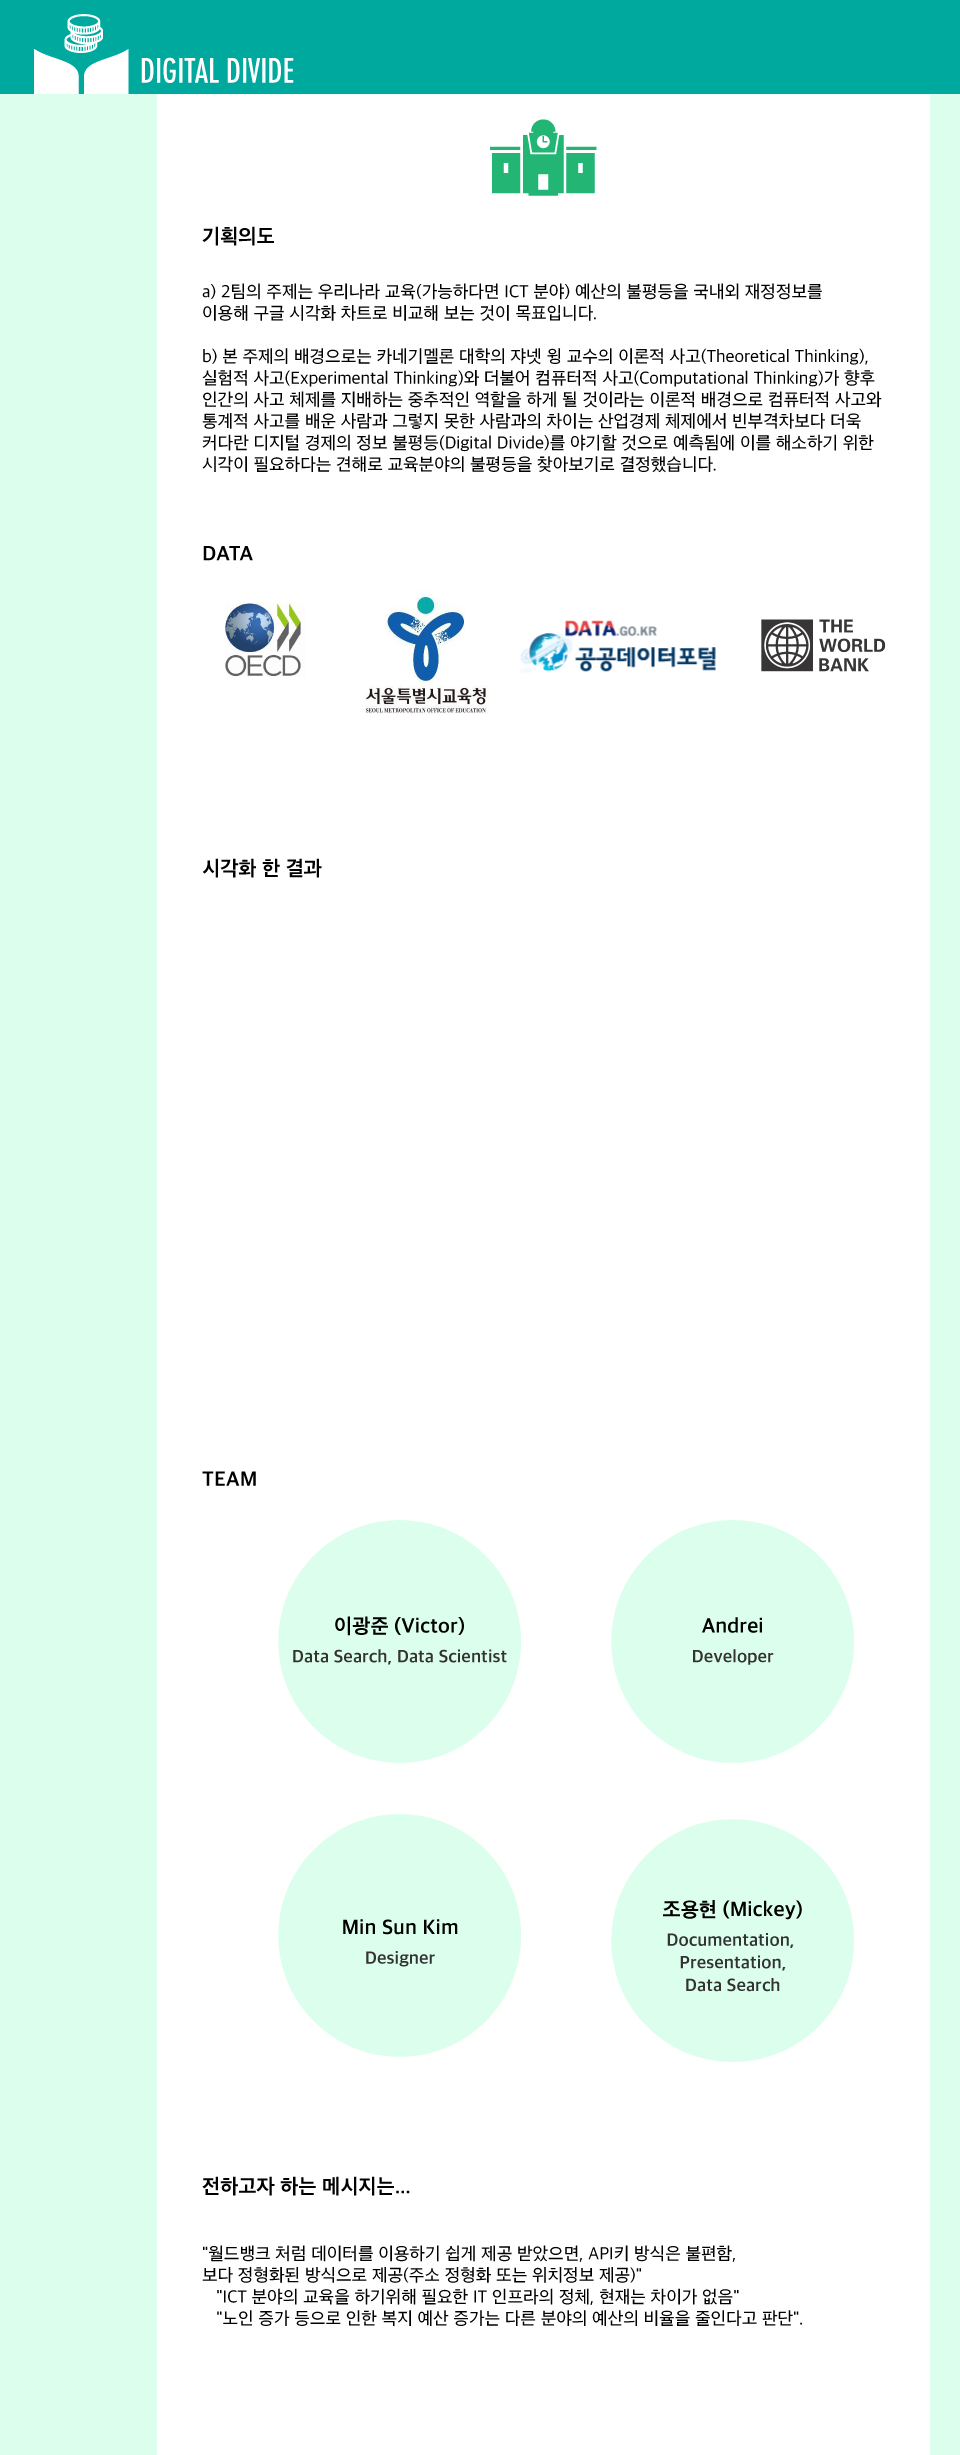 DIGITAL DIVIDE
기획의도
a) 2팀의 주제는 우리나라 교육(가능하다면 ICT 분야) 예산의 불평등을 국내외 재정정보를
이용해 구글 시각화 차트로 비교해 보는 것이 목표입니다.
b) 본 주제의 배경으로는 카네기멜론 대학의 쟈넷 윙 교수의 이론적 사고(Theoretical Thinking),
실험적 사고(Experimental Thinking)와 더불어 컴퓨터적 사고(Computational Thinking)가 향후
인간의 사고 체제를 지배하는 중추적인 역할을 하게 될 것이라는 이론적 배경으로 컴퓨터적 사고와
통계적 사고를 배운 사람과 그렇지 못한 사람과의 차이는 산업경제 체제에서 빈부격차보다 더욱
커다란 디지털 경제의 정보 불평등(Digital Divide)를 야기할 것으로 예측됨에 이를 해소하기 위한
시각이 필요하다는 견해로 교육분야의 불평등을 찾아보기로 결정했습니다.
DATA
OECD
서울특별시교육청
SEOUL METROPOLITAN OFFICE OF EDUCATION
DATA.GO.KR
공공데이터포털
THE
WORLD
BANK
시각화 한 결과
TEAM
이광준 (Victor)
Data Search, Data Scientist
Andrei
Developer
Min Sun Kim
Designer
조용현 (Mickey)
Documentation,
Presentation,
Data Search
전하고자 하는 메시지는...
"월드뱅크 처럼 데이터를 이용하기 쉽게 제공 받았으면, API키 방식은 불편함,
보다 정형화된 방식으로 제공(주소 정형화 또는 위치정보 제공)"
"ICT 분야의 교육을 하기위해 필요한 IT 인프라의 정체, 현재는 차이가 없음"
"노인 증가 등으로 인한 복지 예산 증가는 다른 분야의 예산의 비율을 줄인다고 판단".